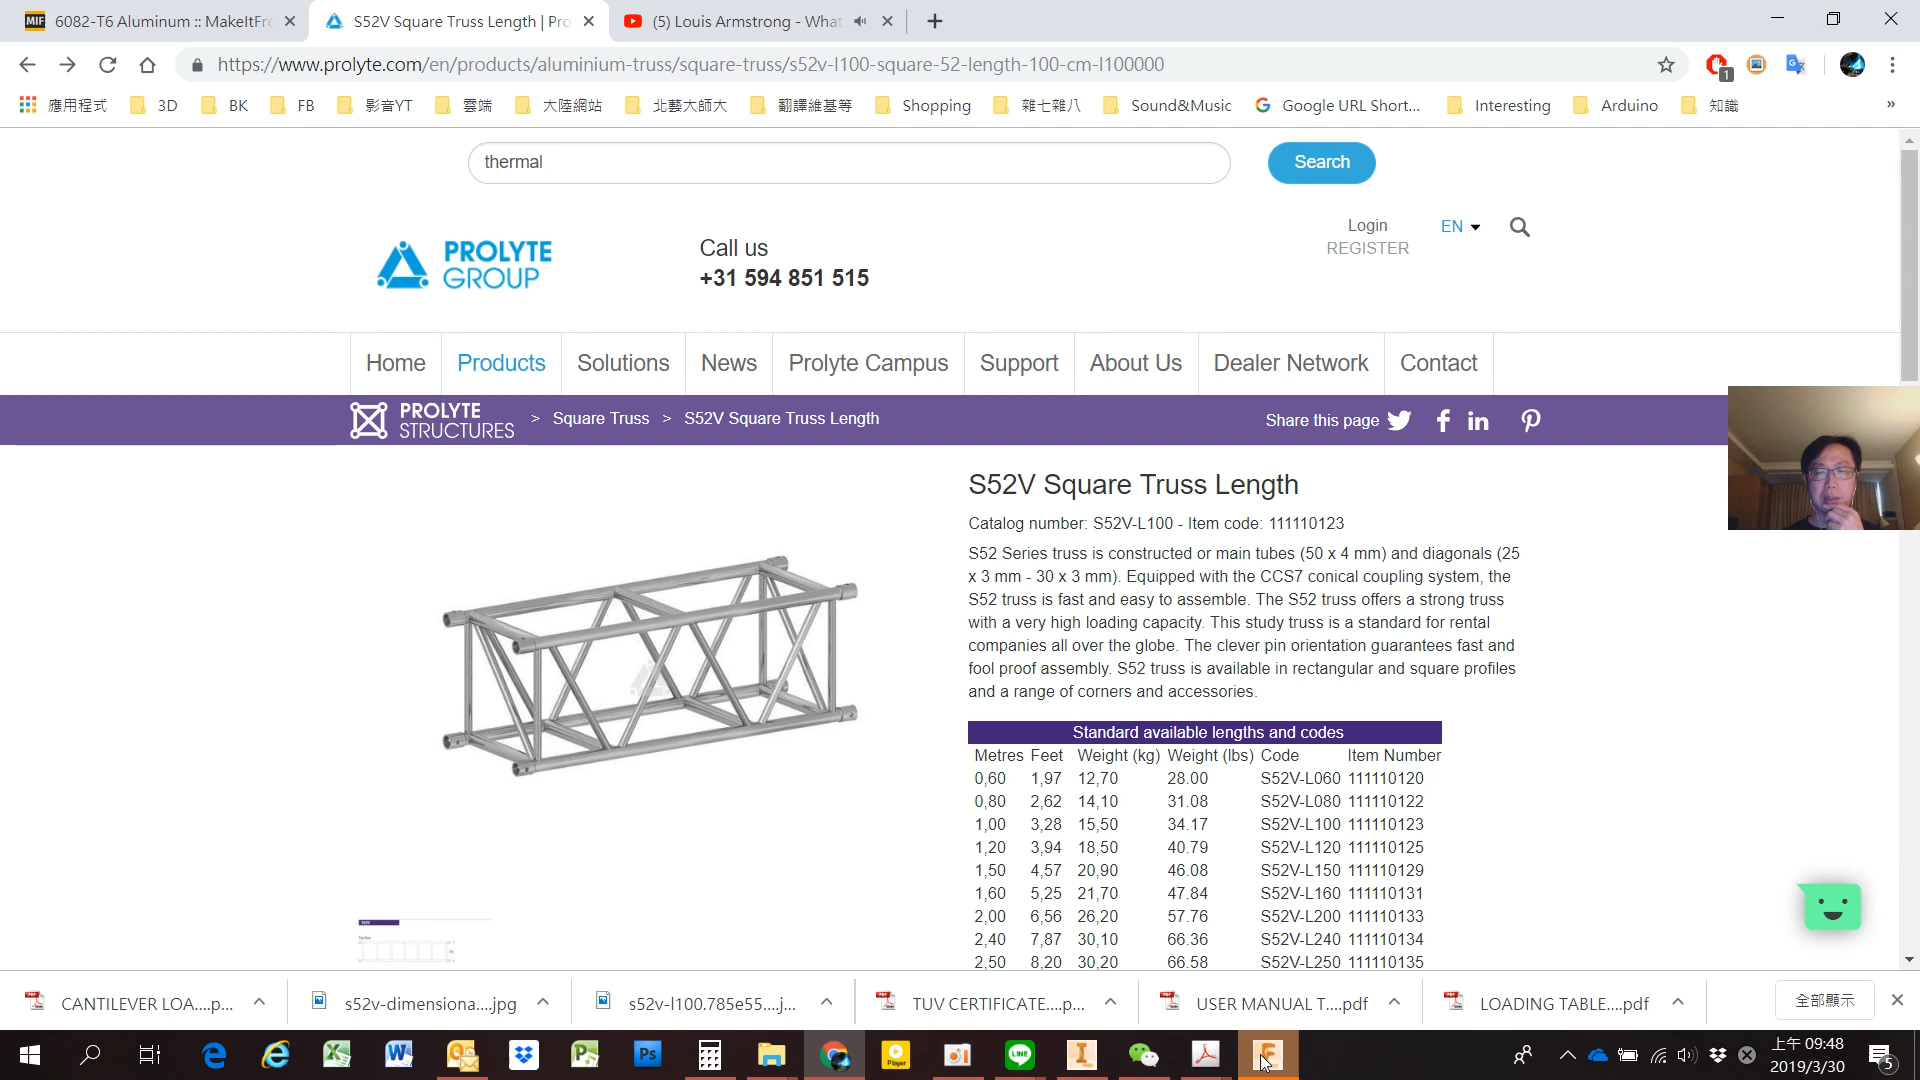 MIF 6082-T6 Aluminum :: MakeItFro
S52V Square Truss Length | Pro
(5) Louis Armstrong - What
https://www.prolyte.com/en/products/aluminium-truss/square-truss/s52v-l100-square-52-length-100-cm-l100000
1
應用程式
3D
BK
FB
影音YT
雲端
大陸網站
北藝大師大
翻譯維基等
Shopping
雜七雜八
Sound&Music
Google URL Short...
Interesting
Arduino
知識
»
thermal
Search
Login
REGISTER
EN
PROLYTE
GROUP
Call us
+31 594 851 515
Home
Products
Solutions
News
Prolyte Campus
Support
About Us
Dealer Network
Contact
PROLYTE
STRUCTURES
> Square Truss > S52V Square Truss Length
Share this page
S52V Square Truss Length
Catalog number: S52V-L100 - Item code: 111110123
S52 Series truss is constructed or main tubes (50 x 4 mm) and diagonals (25
x 3 mm - 30 x 3 mm). Equipped with the CCS7 conical coupling system, the
S52 truss is fast and easy to assemble. The S52 truss offers a strong truss
with a very high loading capacity. This study truss is a standard for rental
companies all over the globe. The clever pin orientation guarantees fast and
fool proof assembly. S52 truss is available in rectangular and square profiles
and a range of corners and accessories.
Standard available lengths and codes
Metres Feet Weight (kg) Weight (lbs) Code Item Number
0,60 1,97 12,70 28.00 S52V-L060 111110120
0,80 2,62 14,10 31.08 S52V-L080 111110122
1,00 3,28 15,50 34.17 S52V-L100 111110123
1,20 3,94 18,50 40.79 S52V-L120 111110125
1,50 4,57 20,90 46.08 S52V-L150 111110129
1,60 5,25 21,70 47.84 S52V-L160 111110131
2,00 6,56 26,20 57.76 S52V-L200 111110133
2,40 7,87 30,10 66.36 S52V-L240 111110134
2,50 8,20 30,20 66.58 S52V-L250 111110135
CANTILEVER LOA....p...
s52v-dimensiona....jpg
s52v-l100.785e55....j...
TUV CERTIFICATE....p...
USER MANUAL T....pdf
LOADING TABLE....pdf
全部顯示
上午 09:48
2019/3/30
5